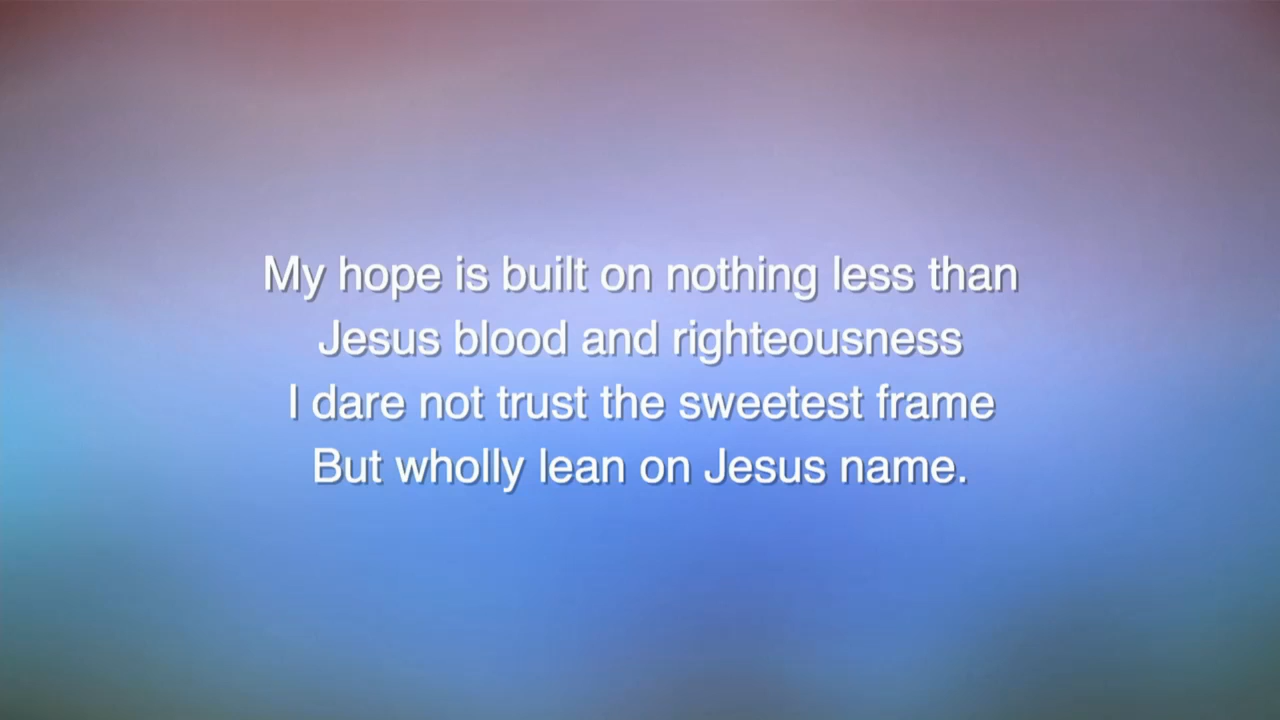 My hope is built on nothing less than
Jesus blood and righteousness
I dare not trust the sweetest frame
But wholly lean on Jesus name.